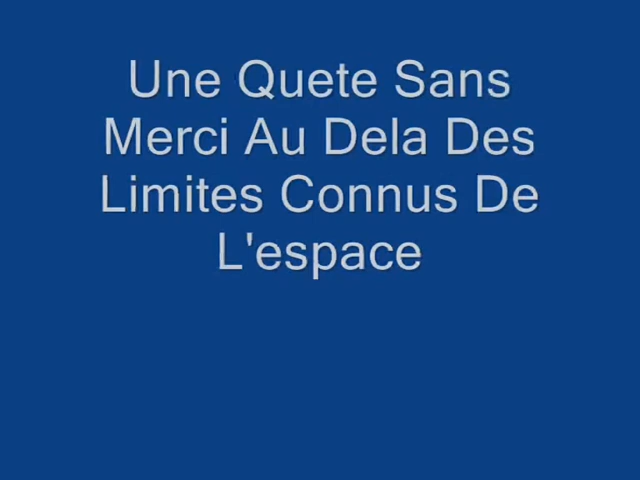 Une Quete Sans
Merci Au Dela Des
Limites Connus De
L'espace